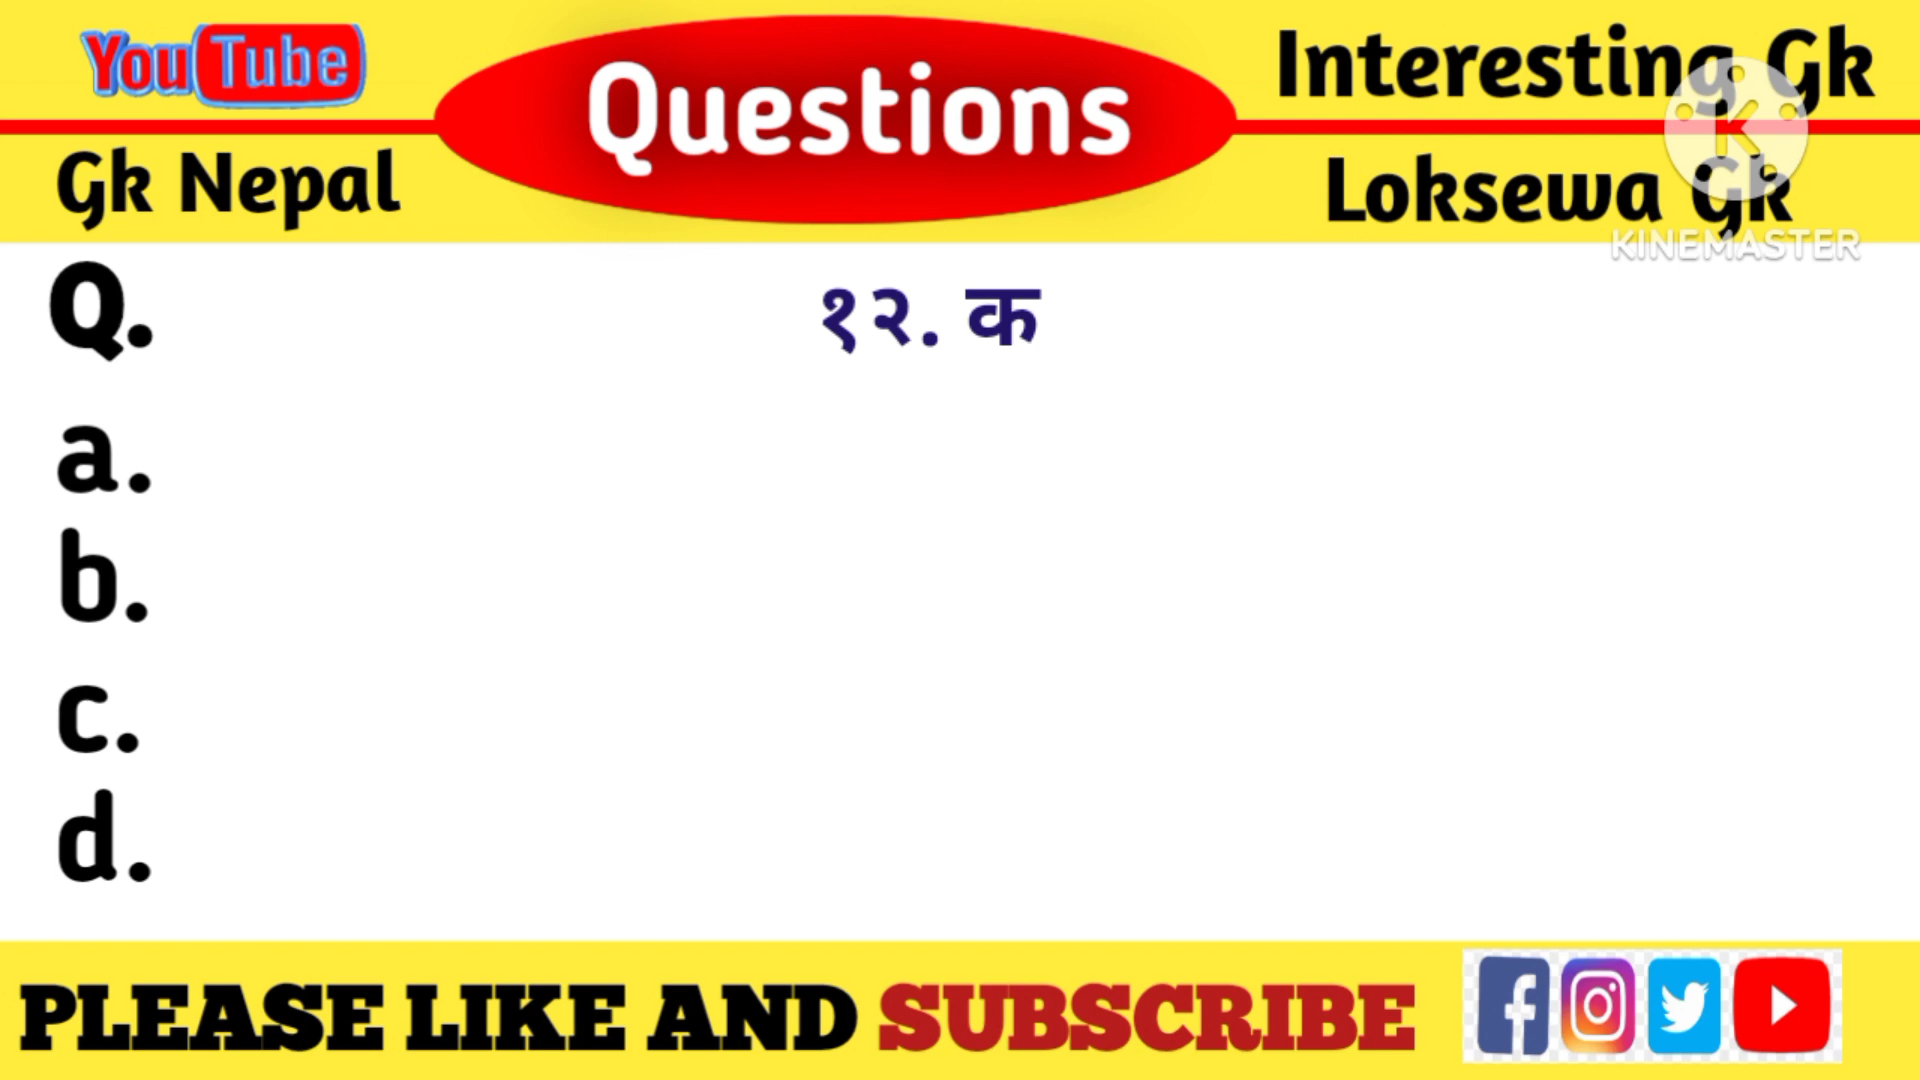 YouTube
Questions
Interesting Gk
Gk Nepal
Loksewa Gk
KINEMASTER
Q. १२. क
a.
b.
c.
d.
PLEASE LIKE AND SUBSCRIBE